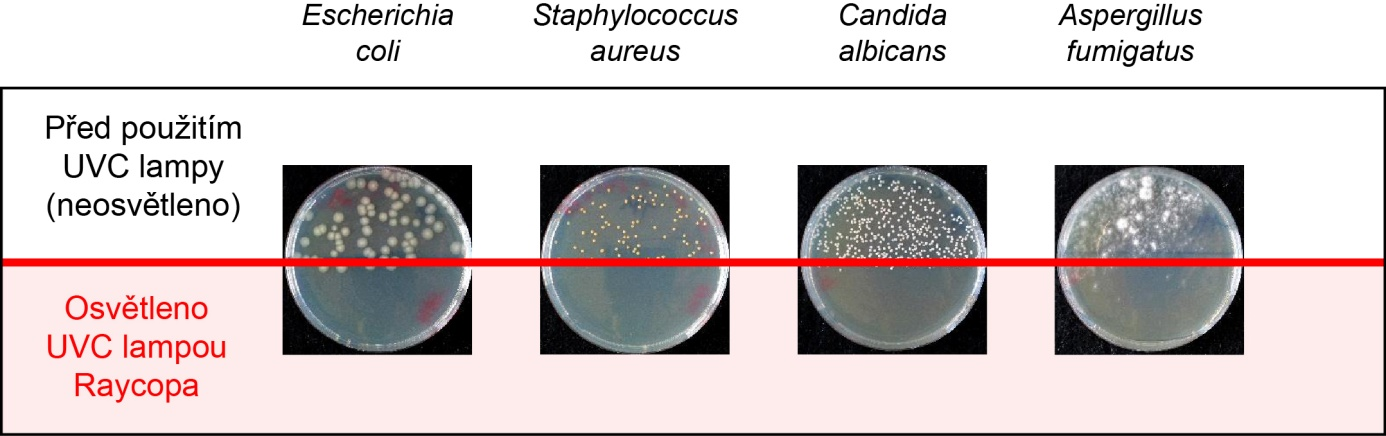 Escherichia
coli
Staphylococcus
aureus
Candida
albicans
Aspergillus
fumigatus
Před použitím
UVC lampy
(neosvětleno)
Osvětleno
UVC lampou
Raycopa